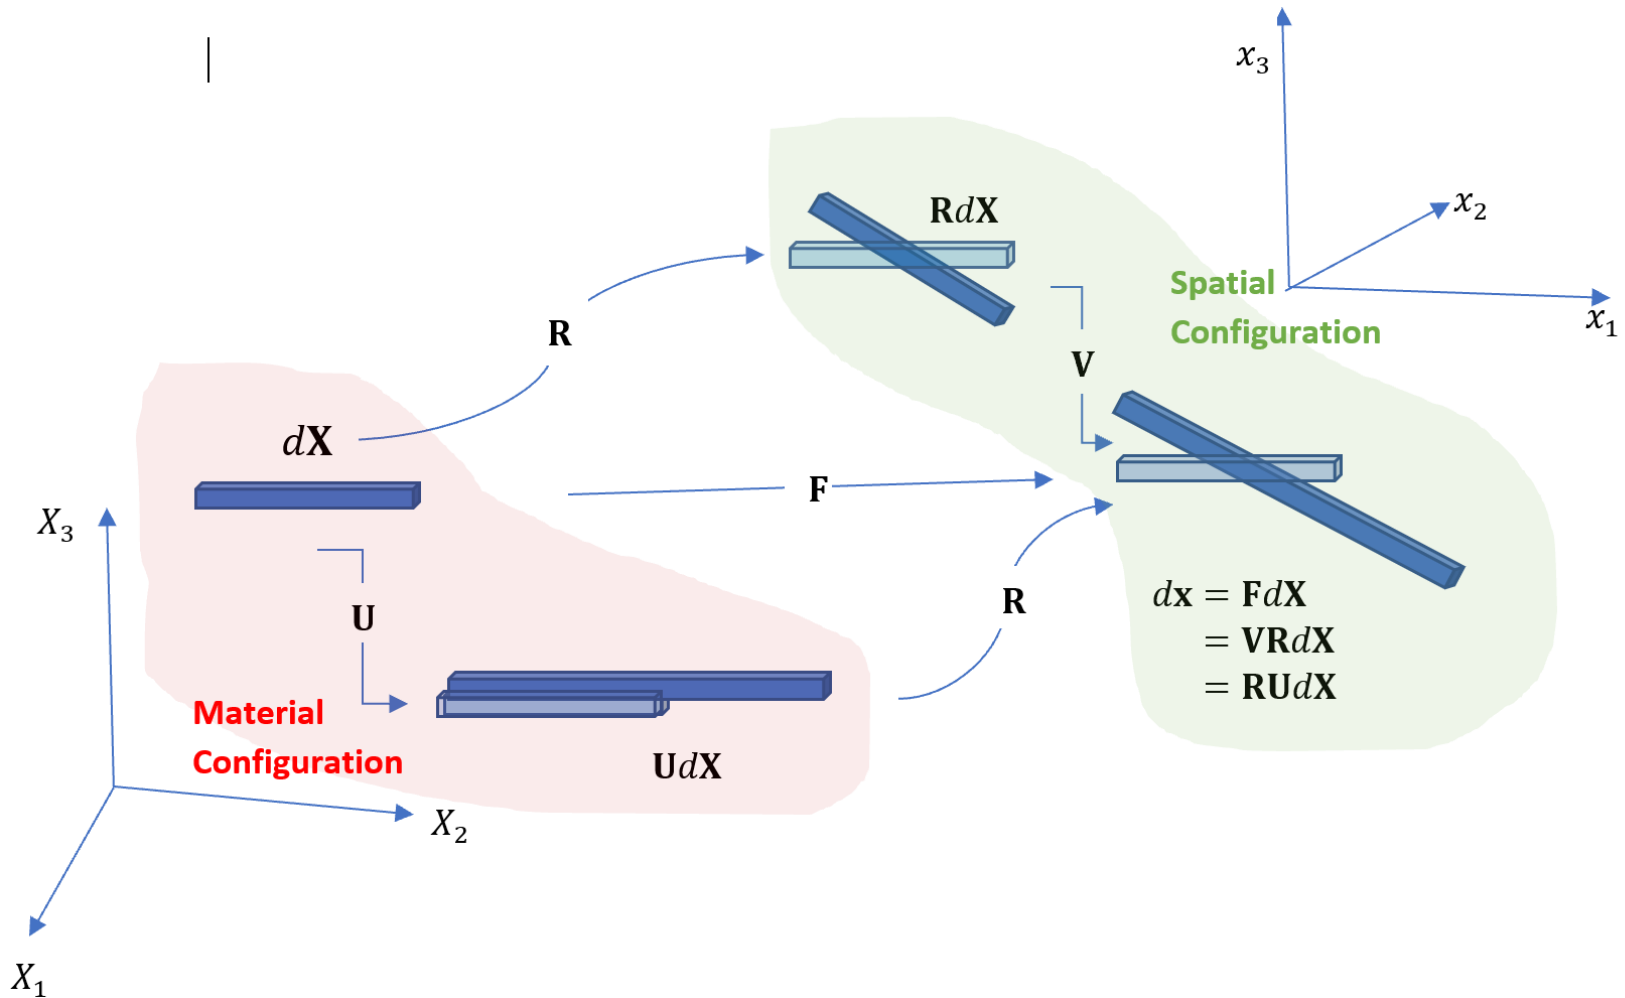 x₃
x₂
x₁
RdX
Spatial
Configuration
R
V
dX
F
X₃
U
R
dx = FdX
= VRdX
= RUdX
Material
Configuration
UdX
X₂
X₁